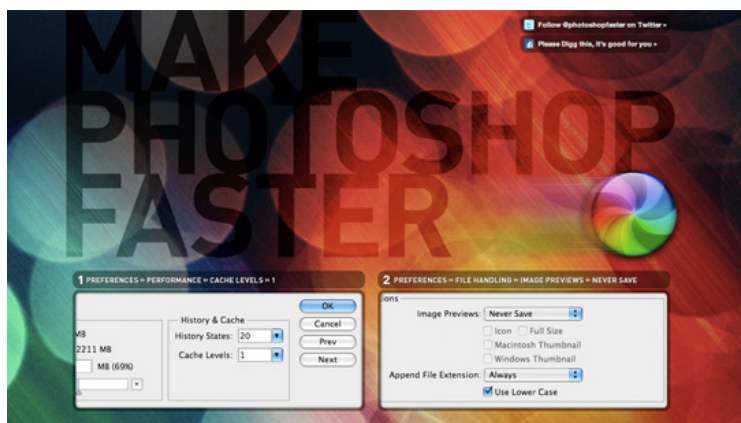 Follow @photoshopfaster on Twitter »
Please Digg this, it's good for you »
MAKE
PHOTOSHOP
FASTER
1 PREFERENCES » PERFORMANCE » CACHE LEVELS » 1
MB
2211 MB
MB (69%)
History & Cache
History States: 20
Cache Levels: 1
OK
Cancel
Prev
Next
2 PREFERENCES » FILE HANDLING » IMAGE PREVIEWS » NEVER SAVE
ions
Image Previews: Never Save
Icon Full Size
Macintosh Thumbnail
Windows Thumbnail
Append File Extension: Always
Use Lower Case